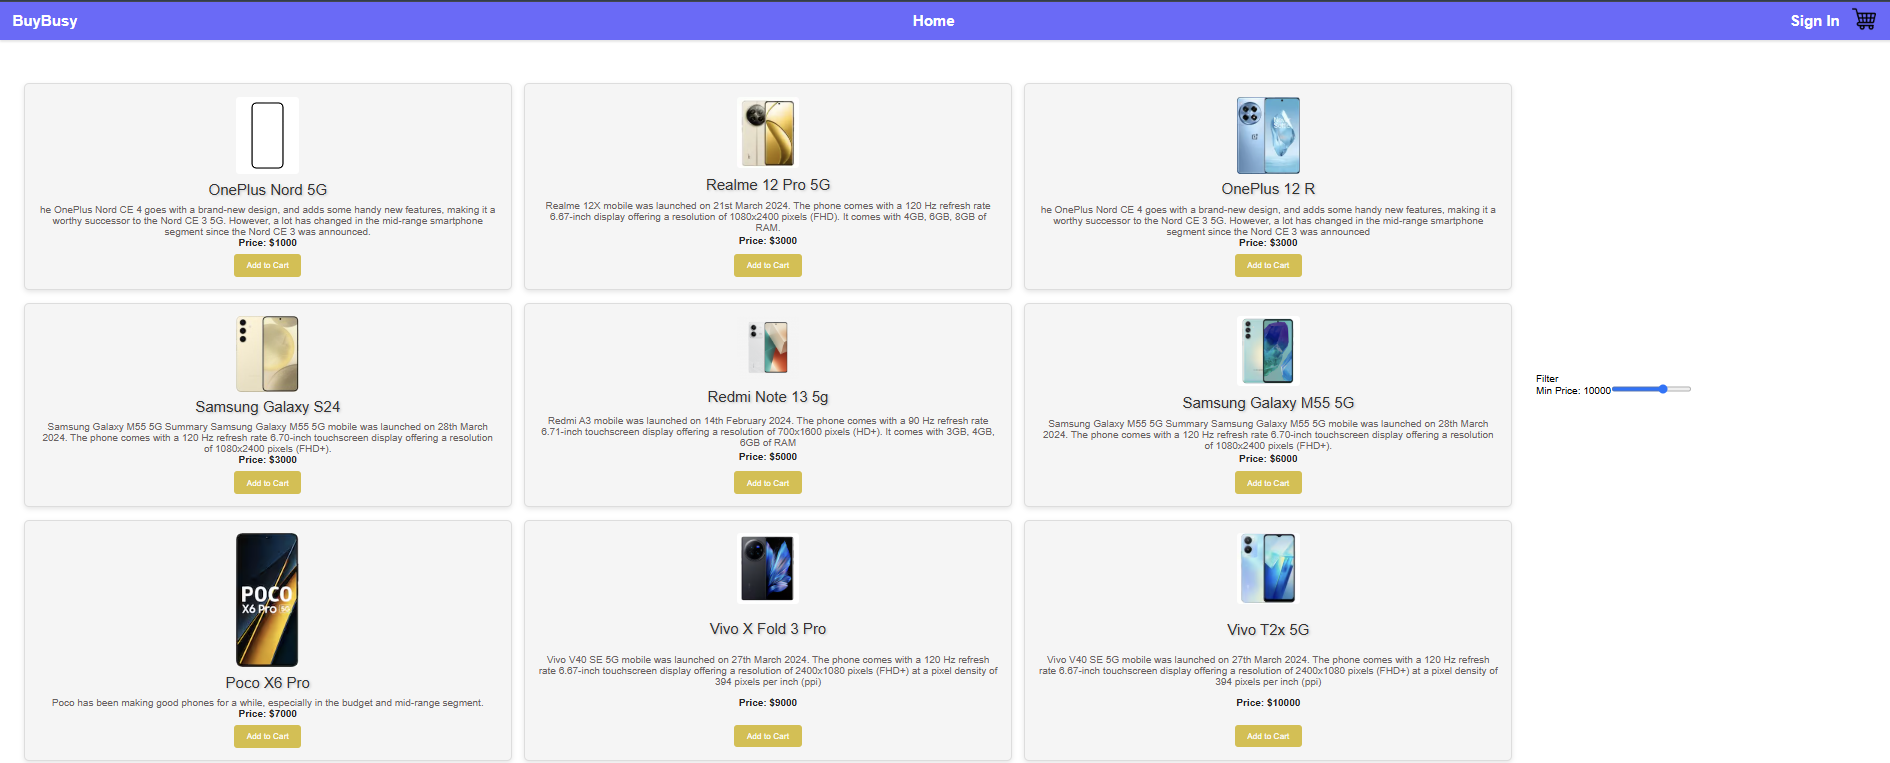 BuyBusy
Home
Sign In
OnePlus Nord 5G
he OnePlus Nord CE 4 goes with a brand-new design, and adds some handy new features, making it a
worthy successor to the Nord CE 3 5G. However, a lot has changed in the mid-range smartphone
segment since the Nord CE 3 was announced.
Price: $1000
Add to Cart
Realme 12 Pro 5G
Realme 12X mobile was launched on 21st March 2024. The phone comes with a 120 Hz refresh rate
6.67-inch display offering a resolution of 1080x2400 pixels (FHD). It comes with 4GB, 6GB, 8GB of
RAM.
Price: $3000
Add to Cart
OnePlus 12 R
he OnePlus Nord CE 4 goes with a brand-new design, and adds some handy new features, making it a
worthy successor to the Nord CE 3 5G. However, a lot has changed in the mid-range smartphone
segment since the Nord CE 3 was announced
Price: $3000
Add to Cart
Samsung Galaxy S24
Samsung Galaxy M55 5G Summary Samsung Galaxy M55 5G mobile was launched on 28th March
2024. The phone comes with a 120 Hz refresh rate 6.70-inch touchscreen display offering a resolution
of 1080x2400 pixels (FHD+).
Price: $3000
Add to Cart
Redmi Note 13 5g
Redmi A3 mobile was launched on 14th February 2024. The phone comes with a 90 Hz refresh rate
6.71-inch touchscreen display offering a resolution of 700x1600 pixels (HD+). It comes with 3GB, 4GB,
6GB of RAM
Price: $5000
Add to Cart
Samsung Galaxy M55 5G
Samsung Galaxy M55 5G Summary Samsung Galaxy M55 5G mobile was launched on 28th March
2024. The phone comes with a 120 Hz refresh rate 6.70-inch touchscreen display offering a resolution
of 1080x2400 pixels (FHD+).
Price: $6000
Add to Cart
Filter
Min Price: 10000
POCO
X6 Pro 5G
Poco X6 Pro
Poco has been making good phones for a while, especially in the budget and mid-range segment.
Price: $7000
Add to Cart
Vivo X Fold 3 Pro
Vivo V40 SE 5G mobile was launched on 27th March 2024. The phone comes with a 120 Hz refresh
rate 6.67-inch touchscreen display offering a resolution of 2400x1080 pixels (FHD+) at a pixel density of
394 pixels per inch (ppi)
Price: $9000
Add to Cart
Vivo T2x 5G
Vivo V40 SE 5G mobile was launched on 27th March 2024. The phone comes with a 120 Hz refresh
rate 6.67-inch touchscreen display offering a resolution of 2400x1080 pixels (FHD+) at a pixel density of
394 pixels per inch (ppi)
Price: $10000
Add to Cart